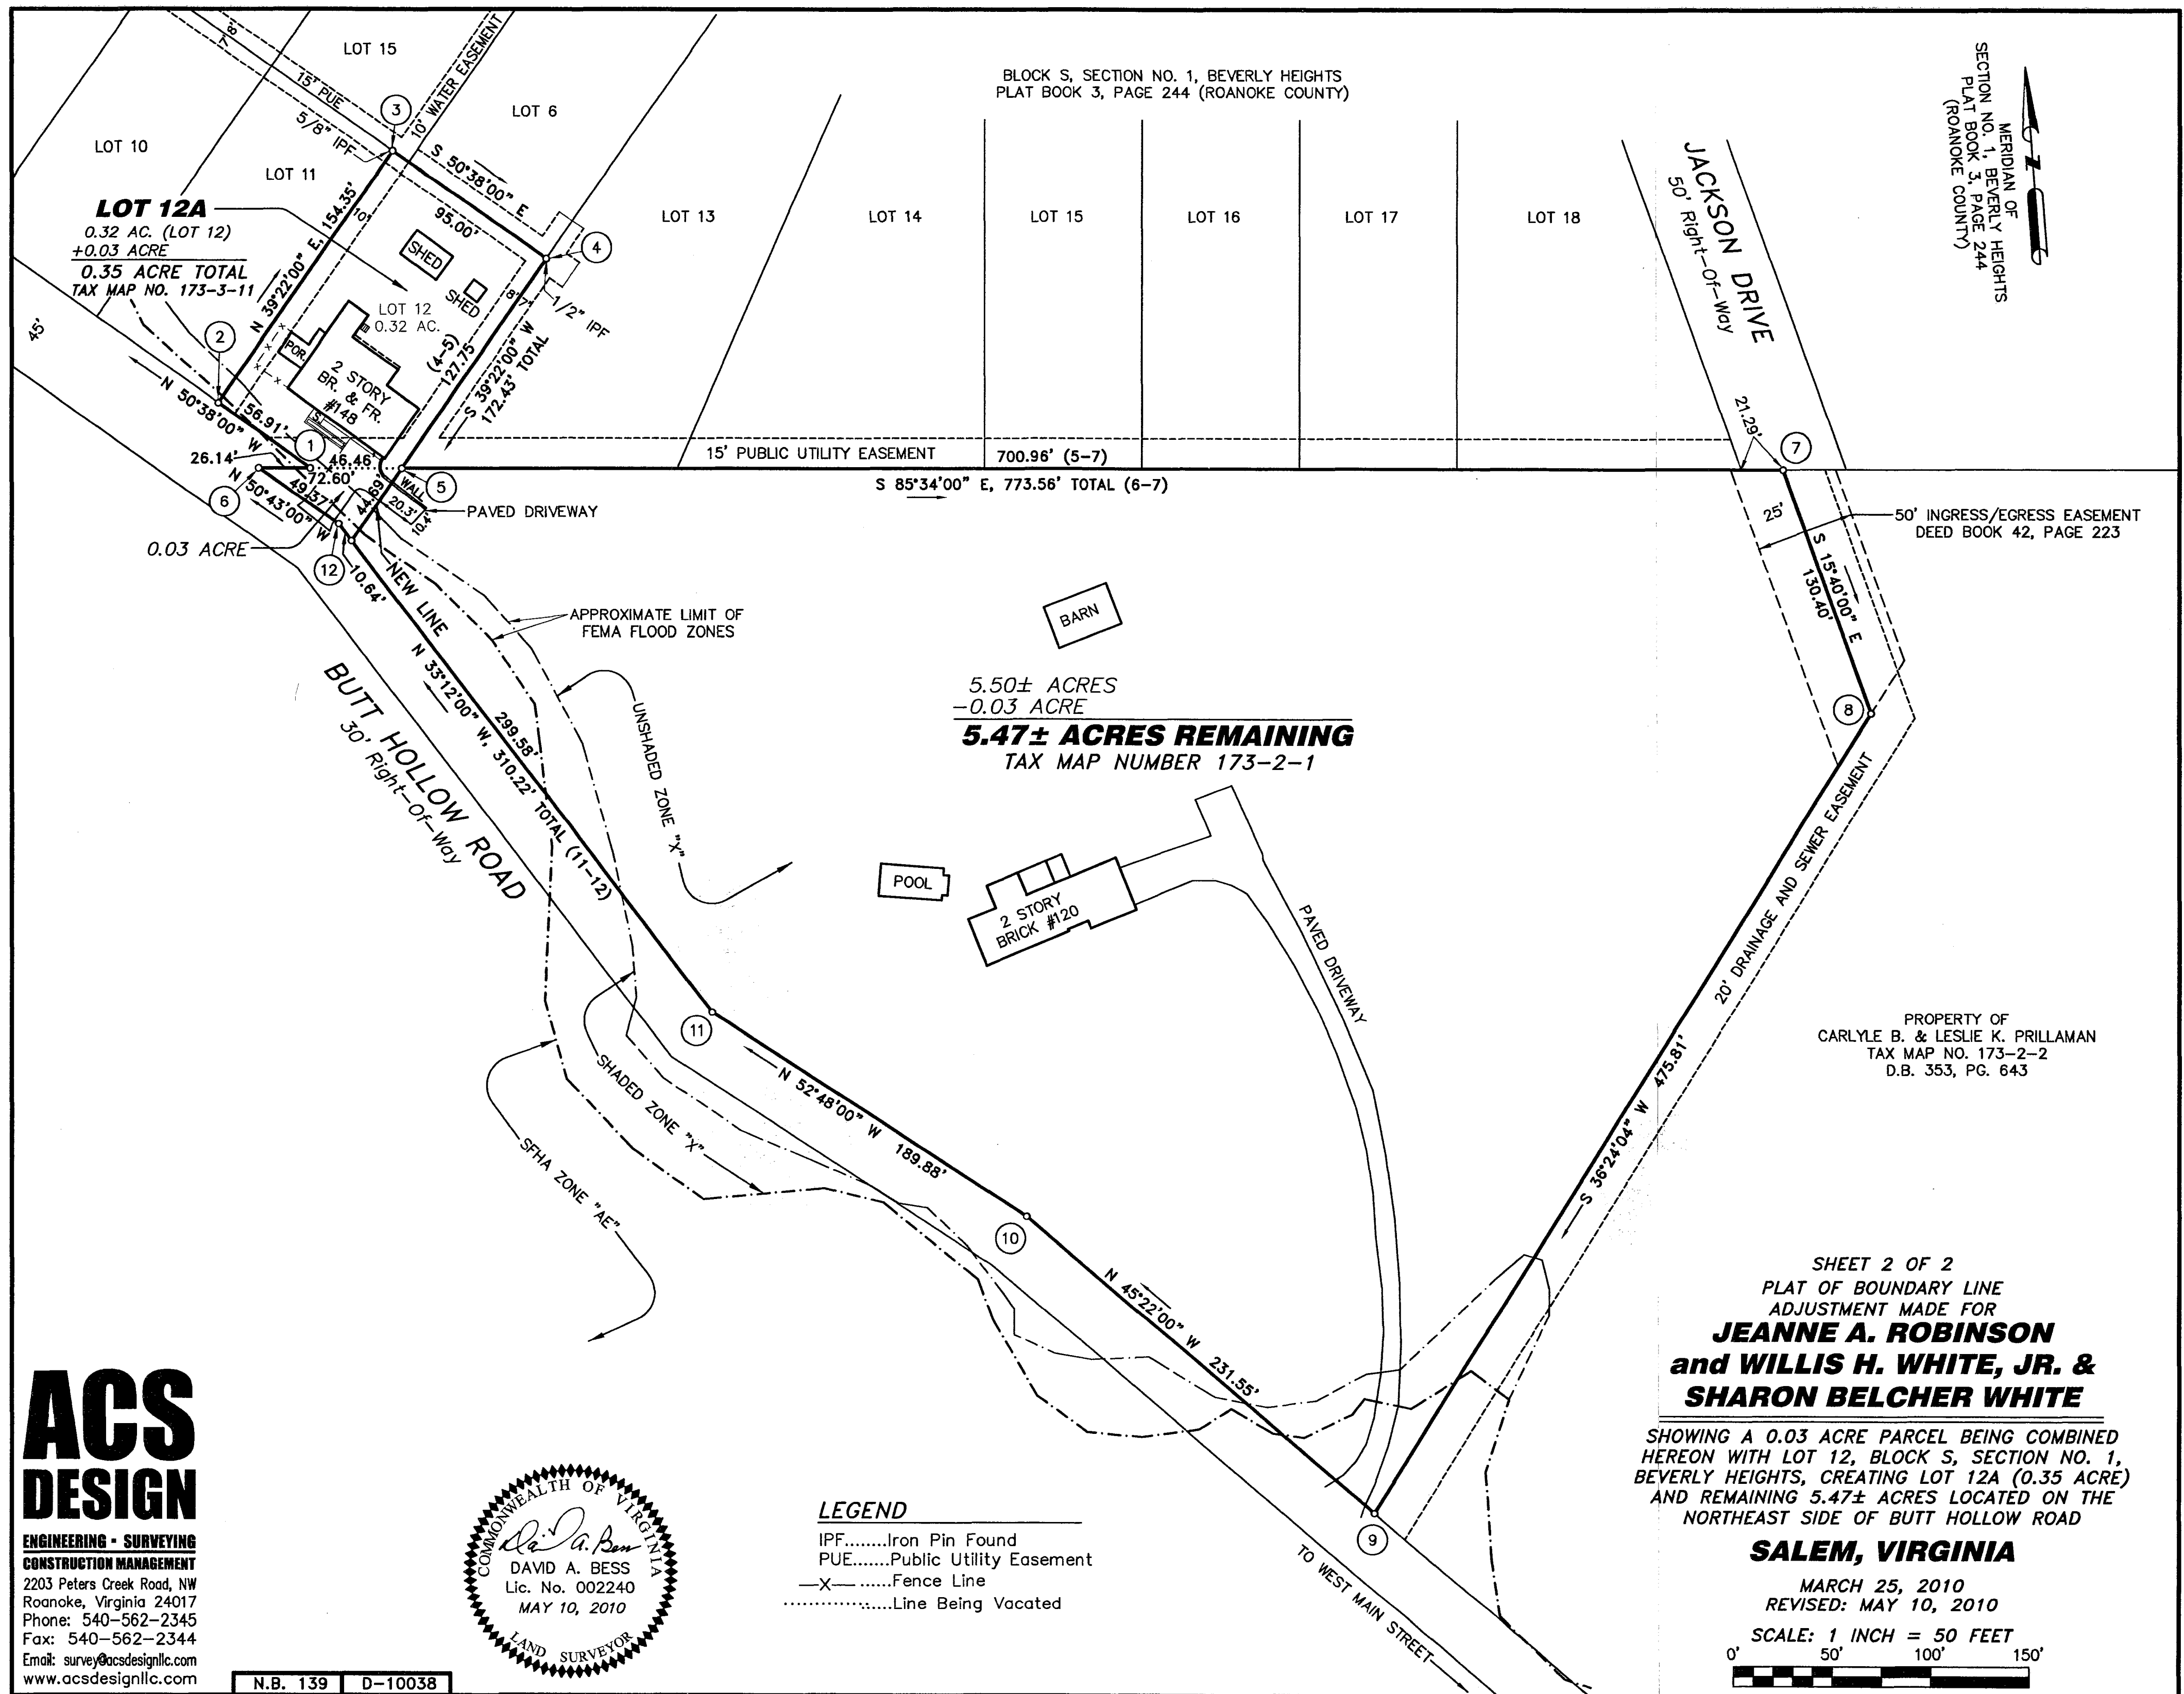 LOT 15
7'
8'
15' PUE
10' WATER EASEMENT
LOT 6
LOT 10
LOT 11
5/8" IPF
3
S 50°38'00" E
95.00'
LOT 12A
0.32 AC. (LOT 12)
+0.03 ACRE
0.35 ACRE TOTAL
TAX MAP NO. 173-3-11
N 39°22'00" E, 154.35'
10'
SHED
SHED
4
1/2" IPF
8'
7'
LOT 12
0.32 AC.
POR.
2 STORY
BR. & FR.
#148
S.
(4-5)
127.75
S 39°22'00" W
172.43' TOTAL
45'
2
N 50°38'00" W
56.91'
1
26.14'
46.46'
72.60'
6
49.37'
N 50°43'00" W
44.69'
WALL
20.3'
10.4'
5
PAVED DRIVEWAY
0.03 ACRE
12
10.64'
NEW LINE
BLOCK S, SECTION NO. 1, BEVERLY HEIGHTS
PLAT BOOK 3, PAGE 244 (ROANOKE COUNTY)
LOT 13
LOT 14
LOT 15
LOT 16
LOT 17
LOT 18
15' PUBLIC UTILITY EASEMENT
700.96' (5-7)
S 85°34'00" E, 773.56' TOTAL (6-7)
JACKSON DRIVE
50' Right-Of-Way
21.29'
7
MERIDIAN OF
SECTION NO. 1, BEVERLY HEIGHTS
PLAT BOOK 3, PAGE 244
(ROANOKE COUNTY)
N
25'
50' INGRESS/EGRESS EASEMENT
DEED BOOK 42, PAGE 223
S 15°40'00" E
130.40'
8
APPROXIMATE LIMIT OF
FEMA FLOOD ZONES
BARN
5.50± ACRES
-0.03 ACRE
5.47± ACRES REMAINING
TAX MAP NUMBER 173-2-1
N 33°12'00" W, 310.22' TOTAL (11-12)
299.58'
BUTT HOLLOW ROAD
30' Right-Of-Way
UNSHADED ZONE "X"
POOL
2 STORY
BRICK #120
PAVED DRIVEWAY
20' DRAINAGE AND SEWER EASEMENT
S 36°24'04" W 475.81'
PROPERTY OF
CARLYLE B. & LESLIE K. PRILLAMAN
TAX MAP NO. 173-2-2
D.B. 353, PG. 643
11
N 52°48'00" W 189.88'
SHADED ZONE "X"
SFHA ZONE "AE"
10
N 45°22'00" W 231.55'
9
TO WEST MAIN STREET
SHEET 2 OF 2
PLAT OF BOUNDARY LINE
ADJUSTMENT MADE FOR
JEANNE A. ROBINSON
and WILLIS H. WHITE, JR. &
SHARON BELCHER WHITE
SHOWING A 0.03 ACRE PARCEL BEING COMBINED
HEREON WITH LOT 12, BLOCK S, SECTION NO. 1,
BEVERLY HEIGHTS, CREATING LOT 12A (0.35 ACRE)
AND REMAINING 5.47± ACRES LOCATED ON THE
NORTHEAST SIDE OF BUTT HOLLOW ROAD
SALEM, VIRGINIA
MARCH 25, 2010
REVISED: MAY 10, 2010
SCALE: 1 INCH = 50 FEET
0' 50' 100' 150'
ACS
DESIGN
ENGINEERING - SURVEYING
CONSTRUCTION MANAGEMENT
2203 Peters Creek Road, NW
Roanoke, Virginia 24017
Phone: 540-562-2345
Fax: 540-562-2344
Email: survey@acsdesignllc.com
www.acsdesignllc.com
N.B. 139 D-10038
COMMONWEALTH OF VIRGINIA
David A. Bess
DAVID A. BESS
Lic. No. 002240
MAY 10, 2010
LAND SURVEYOR
LEGEND
IPF........Iron Pin Found
PUE.......Public Utility Easement
—X— ......Fence Line
....................Line Being Vacated